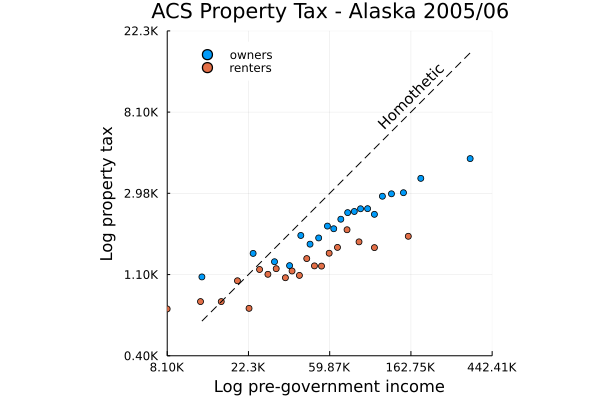 ACS Property Tax - Alaska 2005/06
22.3K
owners
renters
Homothetic
8.10K
Log property tax
2.98K
1.10K
0.40K
8.10K 22.3K 59.87K 162.75K 442.41K
Log pre-government income